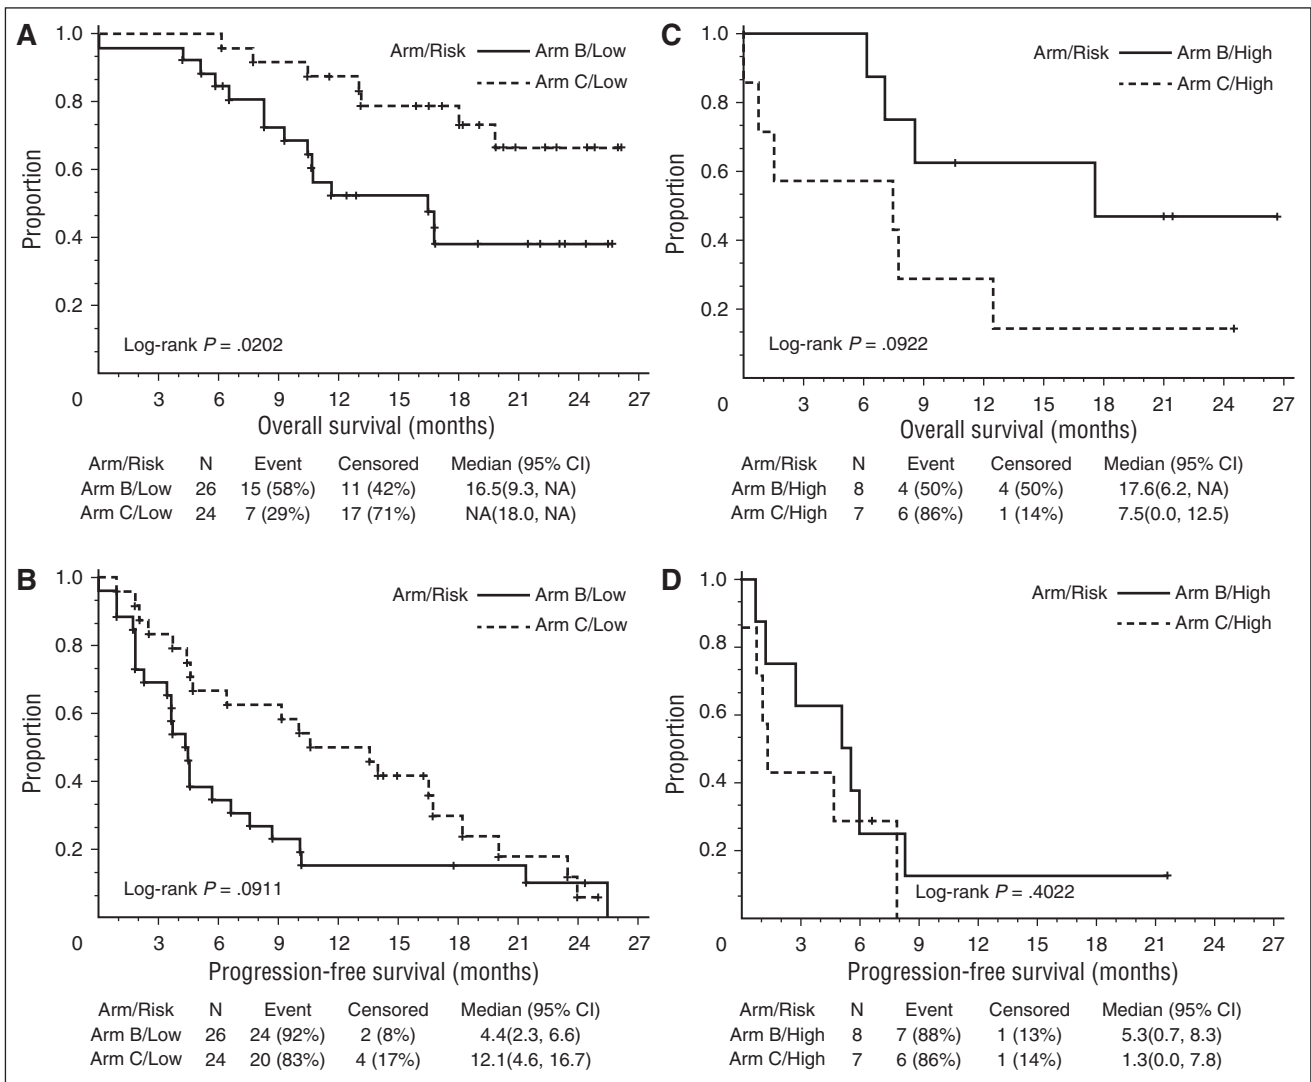 A
Arm/Risk
Arm B/Low
Arm C/Low
1.0
0.8
0.6
0.4
0.2
Proportion
Log-rank P = .0202
0 3 6 9 12 15 18 21 24 27
Overall survival (months)
Arm/Risk N Event Censored Median (95% CI)
Arm B/Low 26 15 (58%) 11 (42%) 16.5(9.3, NA)
Arm C/Low 24 7 (29%) 17 (71%) NA(18.0, NA)
C
Arm/Risk
Arm B/High
Arm C/High
1.0
0.8
0.6
0.4
0.2
Proportion
Log-rank P = .0922
0 3 6 9 12 15 18 21 24 27
Overall survival (months)
Arm/Risk N Event Censored Median (95% CI)
Arm B/High 8 4 (50%) 4 (50%) 17.6(6.2, NA)
Arm C/High 7 6 (86%) 1 (14%) 7.5(0.0, 12.5)
B
Arm/Risk
Arm B/Low
Arm C/Low
1.0
0.8
0.6
0.4
0.2
Proportion
Log-rank P = .0911
0 3 6 9 12 15 18 21 24 27
Progression-free survival (months)
Arm/Risk N Event Censored Median (95% CI)
Arm B/Low 26 24 (92%) 2 (8%) 4.4(2.3, 6.6)
Arm C/Low 24 20 (83%) 4 (17%) 12.1(4.6, 16.7)
D
Arm/Risk
Arm B/High
Arm C/High
1.0
0.8
0.6
0.4
0.2
Proportion
Log-rank P = .4022
0 3 6 9 12 15 18 21 24 27
Progression-free survival (months)
Arm/Risk N Event Censored Median (95% CI)
Arm B/High 8 7 (88%) 1 (13%) 5.3(0.7, 8.3)
Arm C/High 7 6 (86%) 1 (14%) 1.3(0.0, 7.8)